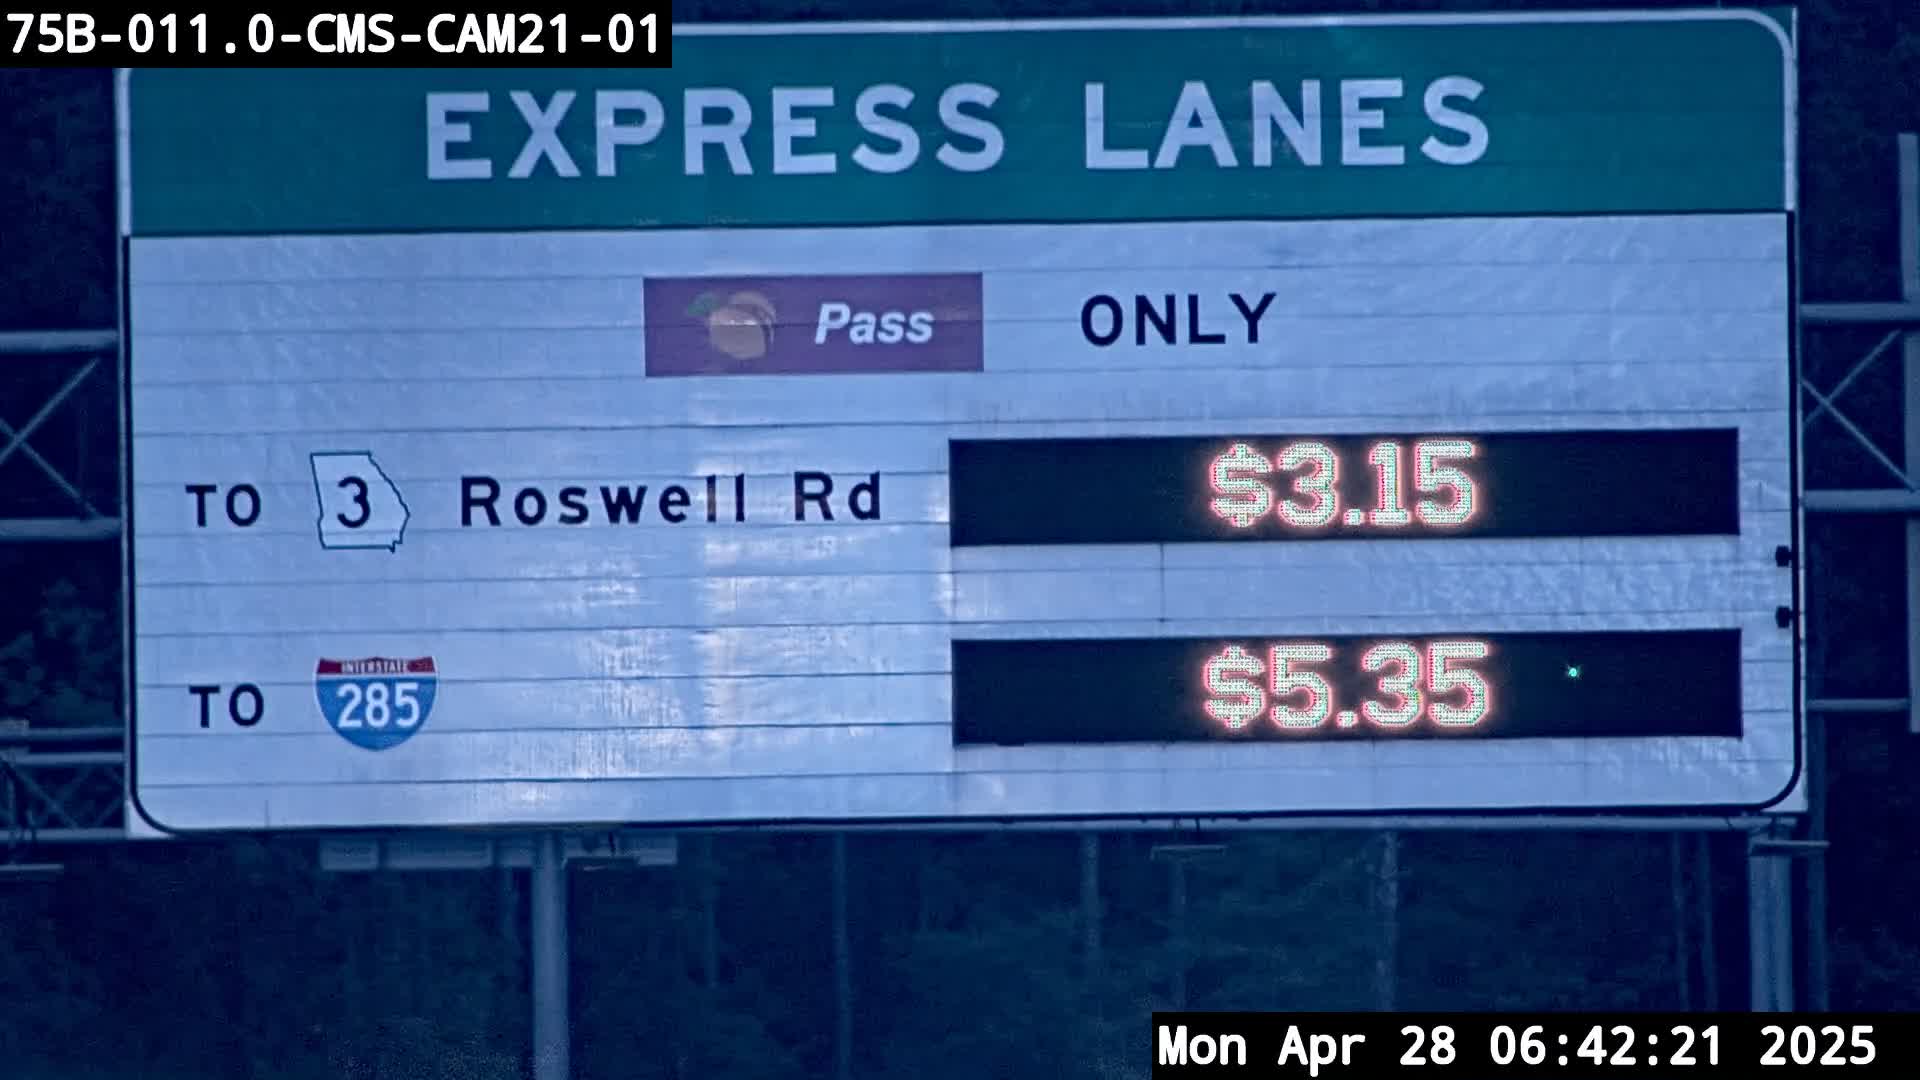 75B-011.0-CMS-CAM21-01
EXPRESS LANES
Pass ONLY
TO 3 Roswell Rd $3.15
TO INTERSTATE 285 $5.35
Mon Apr 28 06:42:21 2025